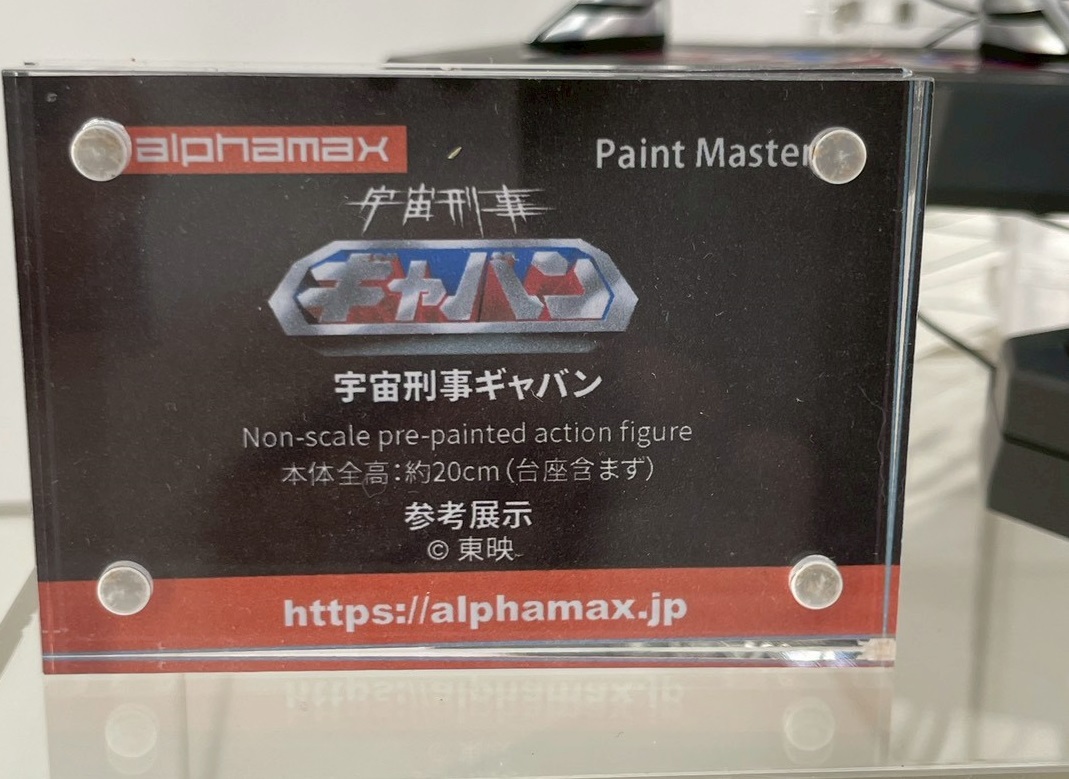 alphamax
Paint Master
宇宙刑事
ギャバン
宇宙刑事ギャバン
Non-scale pre-painted action figure
本体全高：約20cm（台座含まず）
参考展示
© 東映
https://alphamax.jp